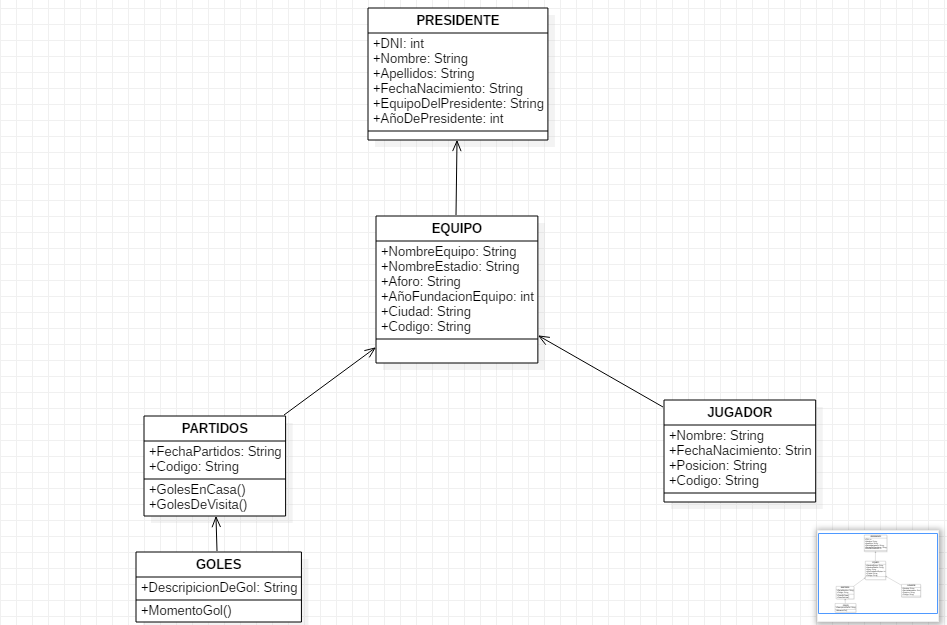 PRESIDENTE
+DNI: int
+Nombre: String
+Apellidos: String
+FechaNacimiento: String
+EquipoDelPresidente: String
+AñoDePresidente: int
EQUIPO
+NombreEquipo: String
+NombreEstadio: String
+Aforo: String
+AñoFundacionEquipo: int
+Ciudad: String
+Codigo: String
PARTIDOS
+FechaPartidos: String
+Codigo: String
+GolesEnCasa()
+GolesDeVisita()
JUGADOR
+Nombre: String
+FechaNacimiento: Strin
+Posicion: String
+Codigo: String
GOLES
+DescripicionDeGol: String
+MomentoGol()